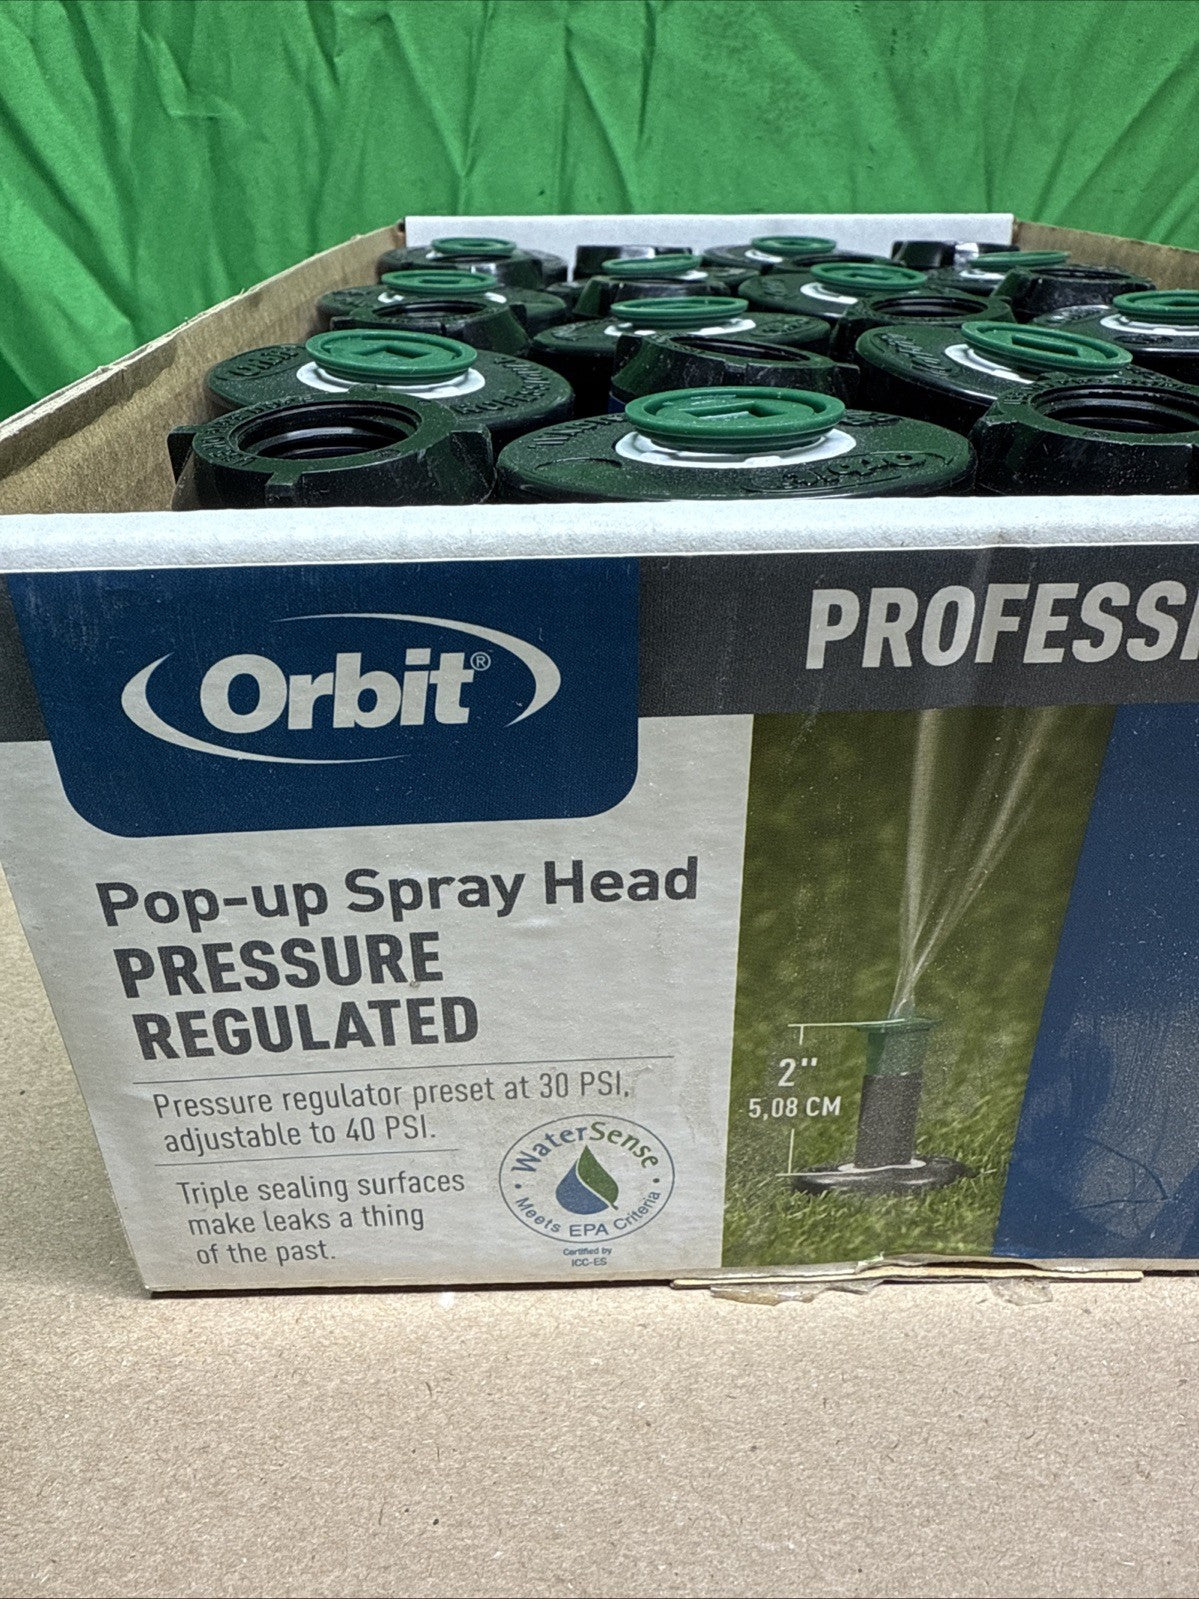 Orbit®
PROFESSI
Pop-up Spray Head
PRESSURE
REGULATED
Pressure regulator preset at 30 PSI,
adjustable to 40 PSI.
Triple sealing surfaces
make leaks a thing
of the past.
WaterSense
Meets EPA Criteria
Certified by
ICC-ES
2"
5,08 CM